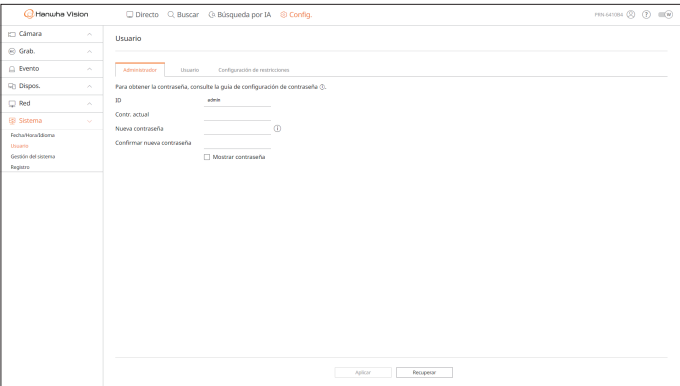 Hanwha Vision
Directo Buscar Búsqueda por IA Config.
PRN-6410B4
Cámara
Grab.
Evento
Dispos.
Red
Sistema
Fecha/Hora/Idioma
Usuario
Gestión del sistema
Registro
Usuario
Administrador Usuario Configuración de restricciones
Para obtener la contraseña, consulte la guía de configuración de contraseña
ID admin
Contr. actual
Nueva contraseña
Confirmar nueva contraseña
Mostrar contraseña
Aplicar Recuperar